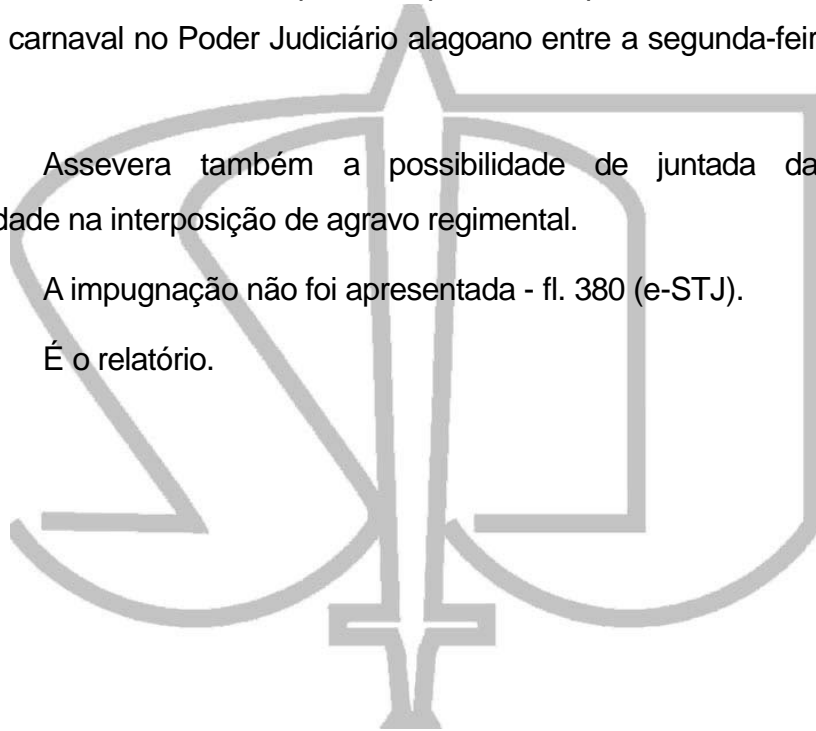 carnaval no Poder Judiciário alagoano entre a segunda-feir
Assevera também a possibilidade de juntada da
dade na interposição de agravo regimental.
A impugnação não foi apresentada - fl. 380 (e-STJ).
É o relatório.